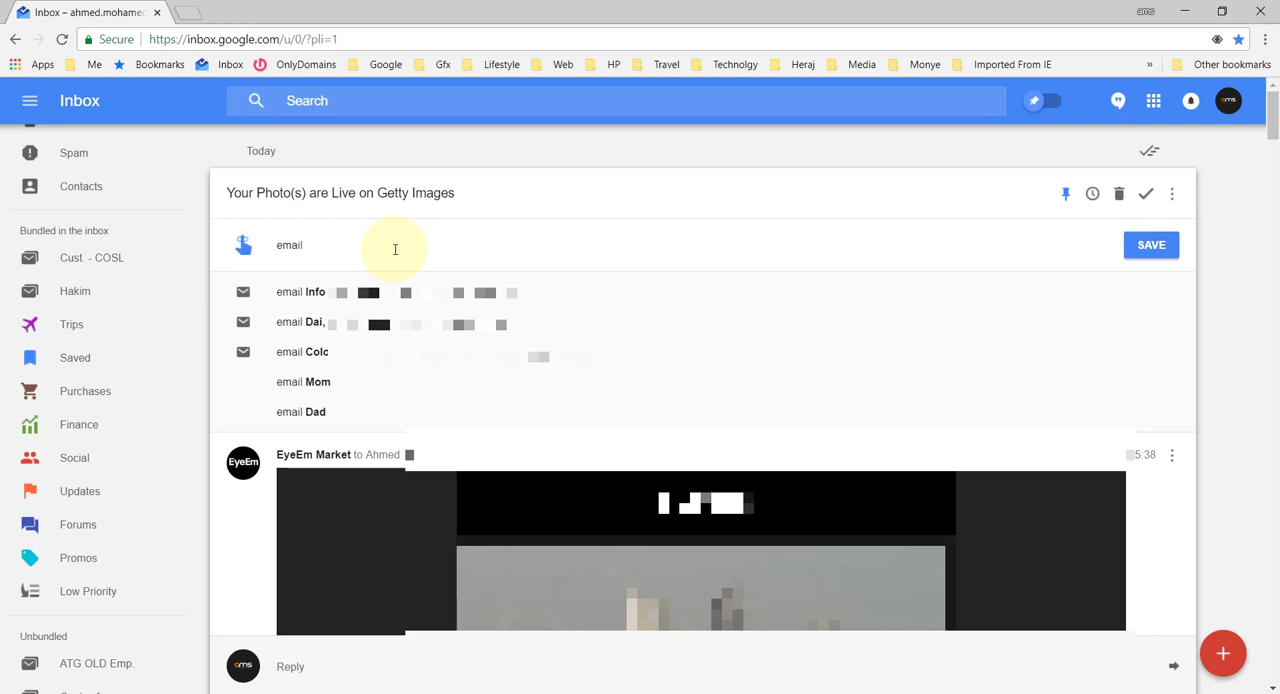 Inbox – ahmed.mohamed
ams
Secure https://inbox.google.com/u/0/?pli=1
Apps Me Bookmarks Inbox OnlyDomains Google Gfx Lifestyle Web HP Travel Technolgy Heraj Media Monye Imported From IE » Other bookmarks
Inbox Search ams
Spam
Today
Contacts
Your Photo(s) are Live on Getty Images
Bundled in the inbox
email SAVE
Cust. - COSL
Hakim
email Info
Trips
email Dai,
Saved
email Colc
Purchases
email Mom
Finance
email Dad
Social
EyeEm EyeEm Market to Ahmed 5:38
Updates
Forums
Promos
Low Priority
Unbundled
ATG OLD Emp.
ams Reply